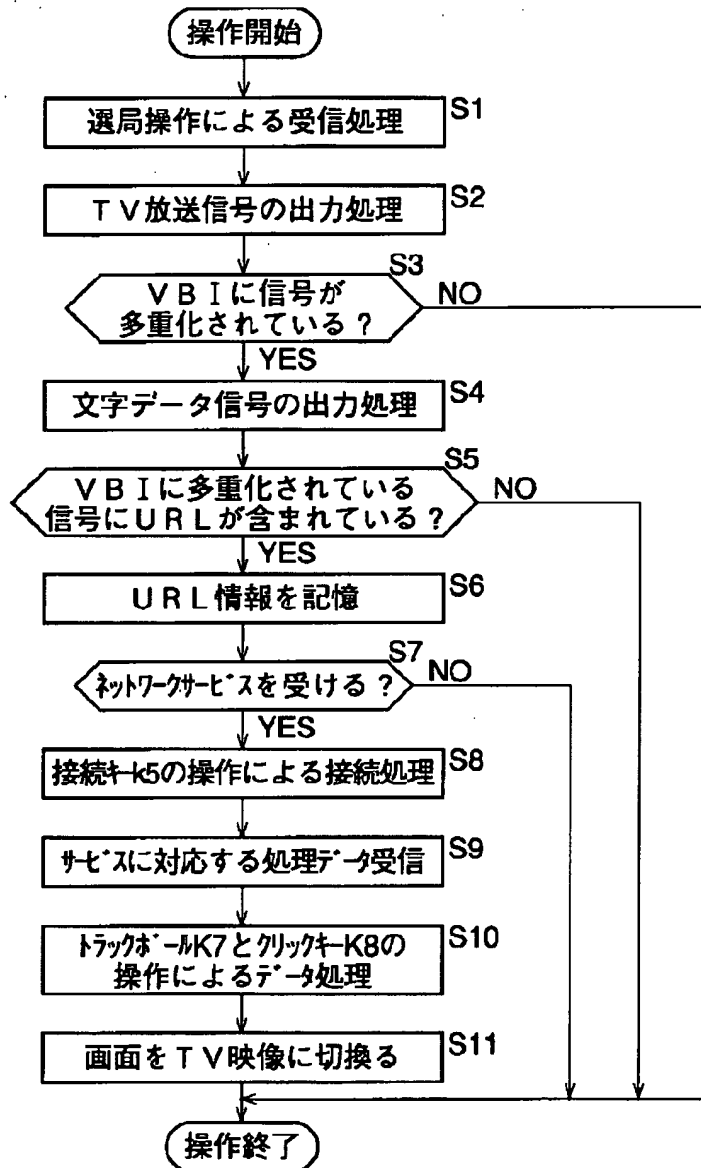 操作開始
選局操作による受信処理 S1
TV放送信号の出力処理 S2
S3
VBIに信号が NO
多重化されている?
YES
文字データ信号の出力処理 S4
S5
VBIに多重化されている NO
信号にURLが含まれている?
YES
URL情報を記憶 S6
S7
ネットワークサービスを受ける? NO
YES
接続キーk5の操作による接続処理 S8
サービスに対応する処理データ受信 S9
トラックボールK7とクリックキーK8の S10
操作によるデータ処理
画面をTV映像に切換る S11
操作終了